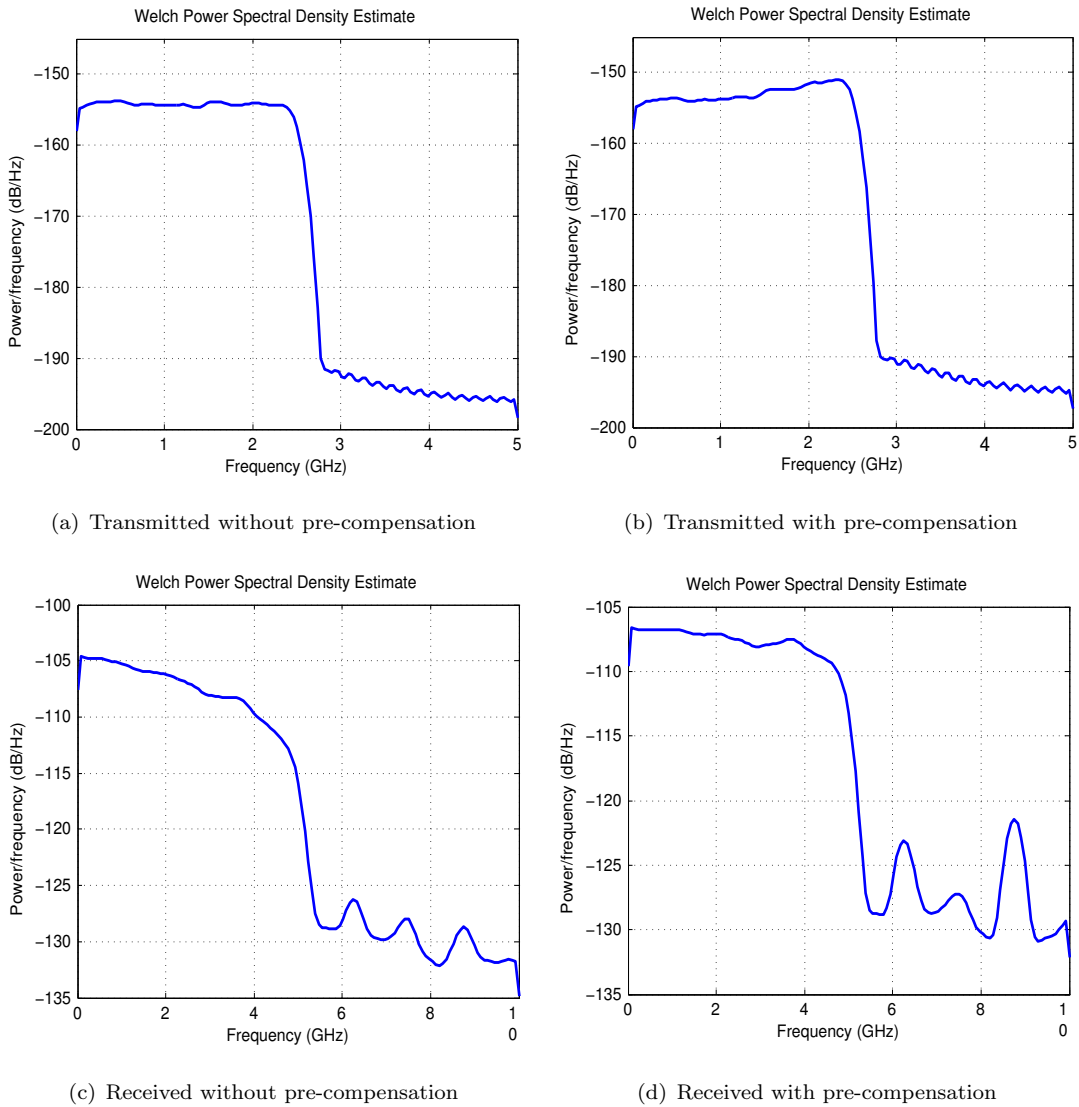 Welch Power Spectral Density Estimate
Power/frequency (dB/Hz)
−150
−160
−170
−180
−190
−200
0 1 2 3 4 5
Frequency (GHz)
(a) Transmitted without pre-compensation
Welch Power Spectral Density Estimate
Power/frequency (dB/Hz)
−150
−160
−170
−180
−190
−200
0 1 2 3 4 5
Frequency (GHz)
(b) Transmitted with pre-compensation
Welch Power Spectral Density Estimate
Power/frequency (dB/Hz)
−100
−105
−110
−115
−120
−125
−130
−135
0 2 4 6 8 1
0
Frequency (GHz)
(c) Received without pre-compensation
Welch Power Spectral Density Estimate
Power/frequency (dB/Hz)
−105
−110
−115
−120
−125
−130
−135
0 2 4 6 8 1
0
Frequency (GHz)
(d) Received with pre-compensation